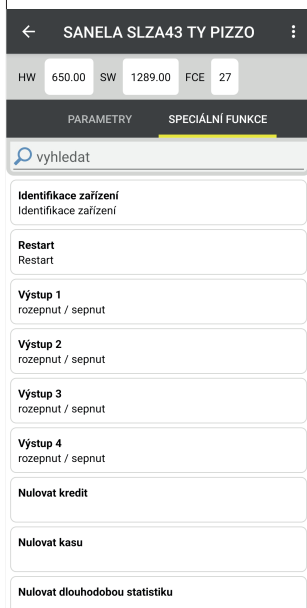 SANELA SLZA43 TY PIZZO
HW 650.00 SW 1289.00 FCE 27
PARAMETRY SPECIÁLNÍ FUNKCE
vyhledat
Identifikace zařízení
Identifikace zařízení
Restart
Restart
Výstup 1
rozepnut / sepnut
Výstup 2
rozepnut / sepnut
Výstup 3
rozepnut / sepnut
Výstup 4
rozepnut / sepnut
Nulovat kredit
Nulovat kasu
Nulovat dlouhodobou statistiku